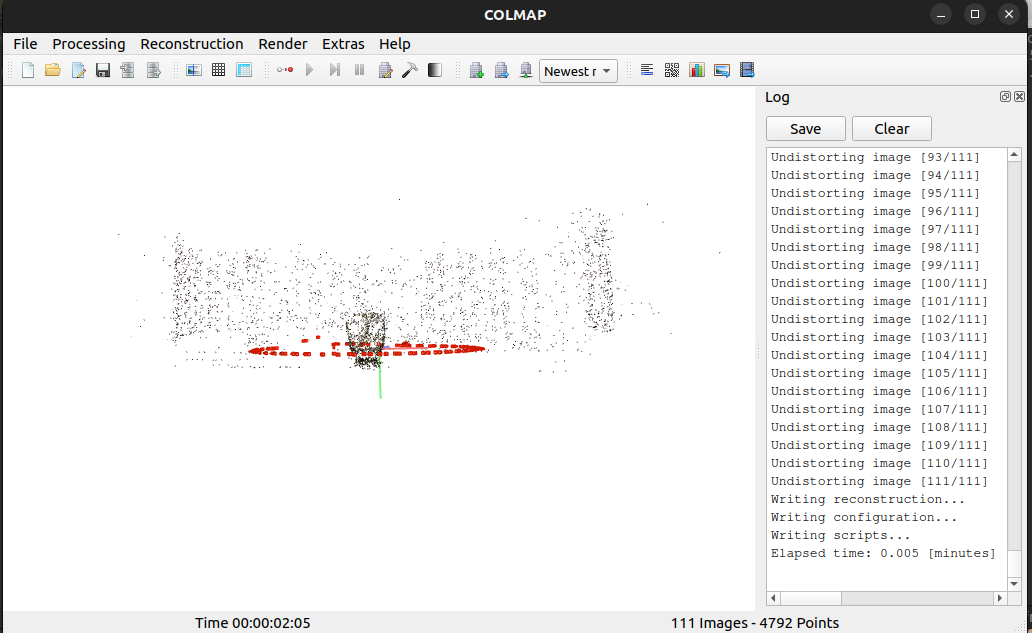 COLMAP
File Processing Reconstruction Render Extras Help
Newest r
Log
Save Clear
Undistorting image [93/111]
Undistorting image [94/111]
Undistorting image [95/111]
Undistorting image [96/111]
Undistorting image [97/111]
Undistorting image [98/111]
Undistorting image [99/111]
Undistorting image [100/111]
Undistorting image [101/111]
Undistorting image [102/111]
Undistorting image [103/111]
Undistorting image [104/111]
Undistorting image [105/111]
Undistorting image [106/111]
Undistorting image [107/111]
Undistorting image [108/111]
Undistorting image [109/111]
Undistorting image [110/111]
Undistorting image [111/111]
Writing reconstruction...
Writing configuration...
Writing scripts...
Elapsed time: 0.005 [minutes]
Time 00:00:02:05
111 Images - 4792 Points